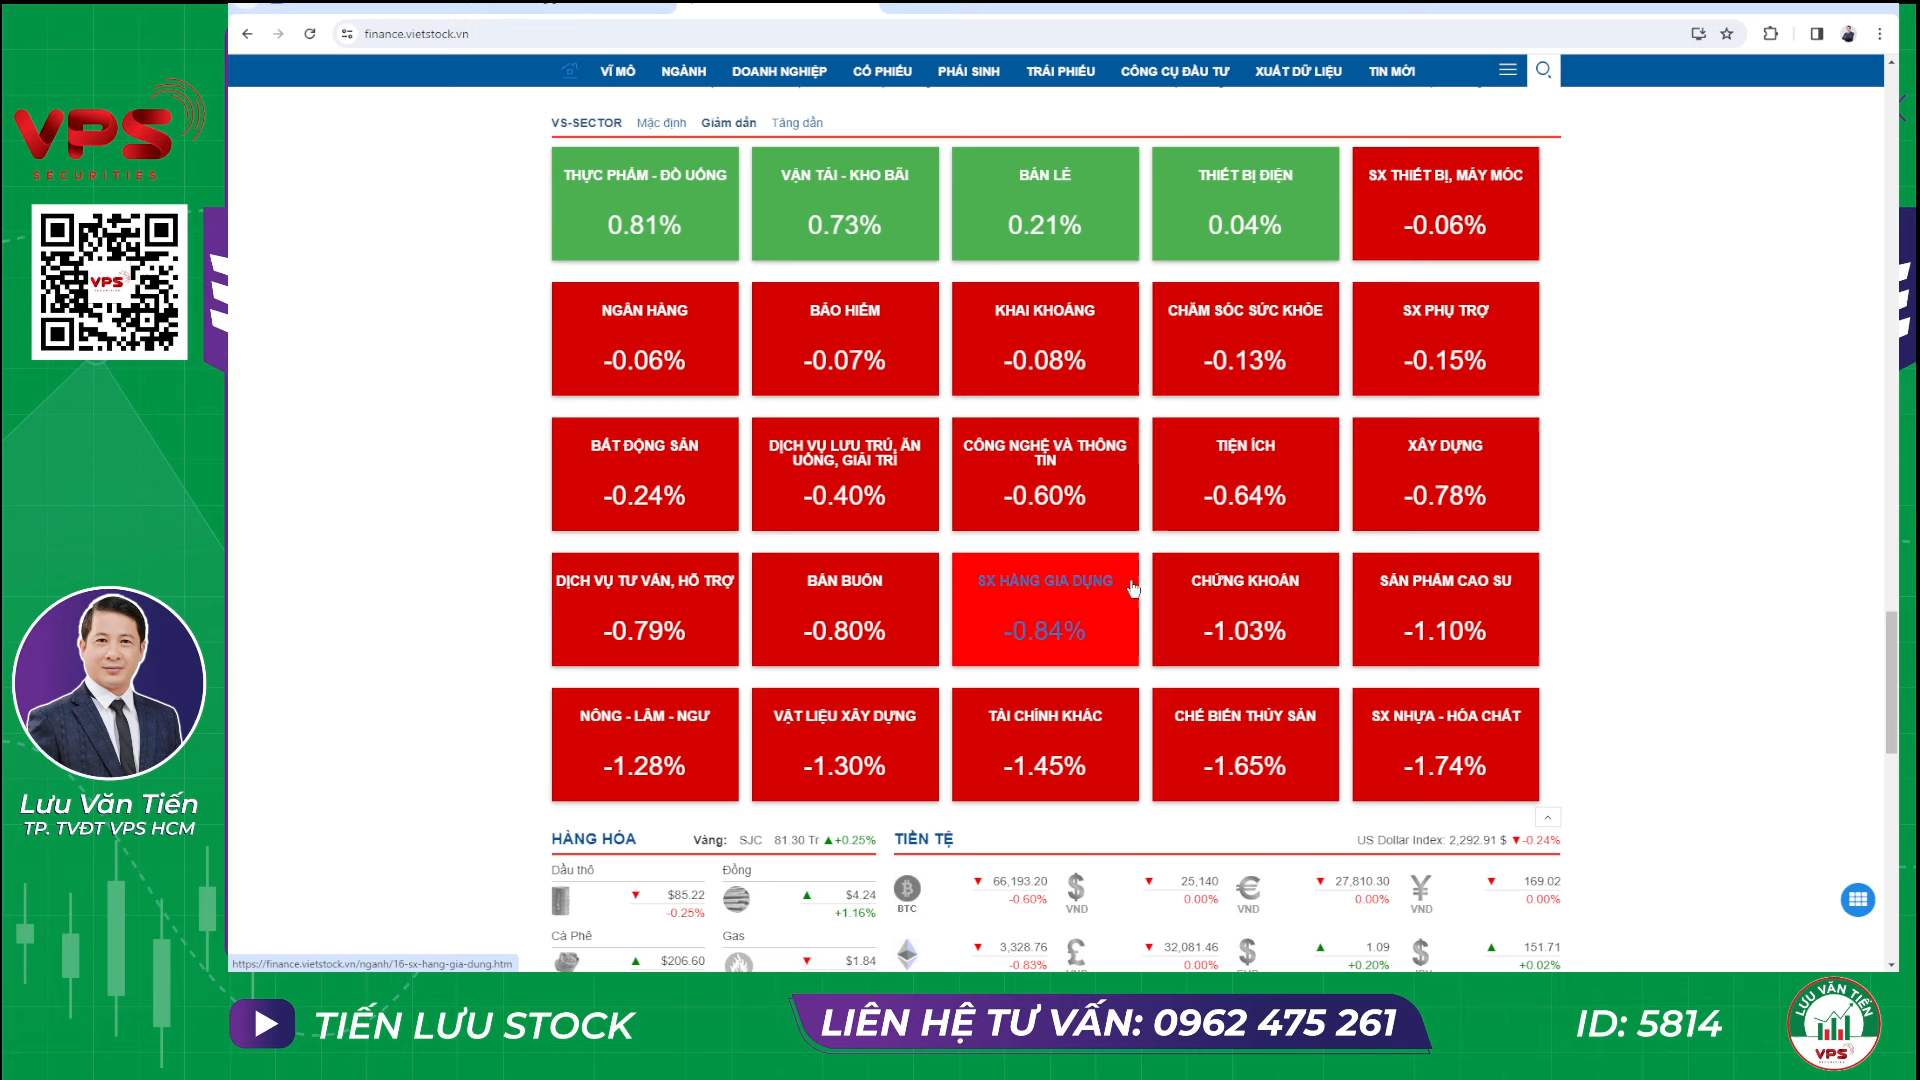 finance.vietstock.vn
VĨ MÔ NGÀNH DOANH NGHIỆP CỔ PHIẾU PHÁI SINH TRÁI PHIẾU CÔNG CỤ ĐẦU TƯ XUẤT DỮ LIỆU TIN MỚI
VPS
SECURITIES
VPS
VS-SECTOR Mặc định Giảm dần Tăng dần
THỰC PHẨM - ĐỒ UỐNG
0.81%
VẬN TẢI - KHO BÃI
0.73%
BÁN LẺ
0.21%
THIẾT BỊ ĐIỆN
0.04%
SX THIẾT BỊ, MÁY MÓC
-0.06%
NGÂN HÀNG
-0.06%
BẢO HIỂM
-0.07%
KHAI KHOÁNG
-0.08%
CHĂM SÓC SỨC KHỎE
-0.13%
SX PHỤ TRỢ
-0.15%
BẤT ĐỘNG SẢN
-0.24%
DỊCH VỤ LƯU TRÚ, ĂN
UỐNG, GIẢI TRÍ
-0.40%
CÔNG NGHỆ VÀ THÔNG
TIN
-0.60%
TIỆN ÍCH
-0.64%
XÂY DỰNG
-0.78%
DỊCH VỤ TƯ VẤN, HỖ TRỢ
-0.79%
BÁN BUÔN
-0.80%
SX HÀNG GIA DỤNG
-0.84%
CHỨNG KHOÁN
-1.03%
SẢN PHẨM CAO SU
-1.10%
NÔNG - LÂM - NGƯ
-1.28%
VẬT LIỆU XÂY DỰNG
-1.30%
TÀI CHÍNH KHÁC
-1.45%
CHẾ BIẾN THỦY SẢN
-1.65%
SX NHỰA - HÓA CHẤT
-1.74%
Lưu Văn Tiến
TP. TVĐT VPS HCM
HÀNG HÓA Vàng: SJC 81.30 Tr ▲+0.25%
Dầu thô
▼ $85.22
-0.25%
Đồng
▲ $4.24
+1.16%
Cà Phê
▲ $206.60
Gas
▼ $1.84
TIỀN TỆ US Dollar Index: 2,292.91 $ ▼-0.24%
BTC ▼ 66,193.20
-0.60%
VND ▼ 25,140
0.00%
VND ▼ 27,810.30
0.00%
VND ▼ 169.02
0.00%
▼ 3,328.76
-0.83%
▼ 32,081.46
0.00%
▲ 1.09
+0.20%
▲ 151.71
+0.02%
https://finance.vietstock.vn/nganh/16-sx-hang-gia-dung.htm
TIẾN LƯU STOCK
LIÊN HỆ TƯ VẤN: 0962 475 261
ID: 5814
LƯU VĂN TIẾN
VPS